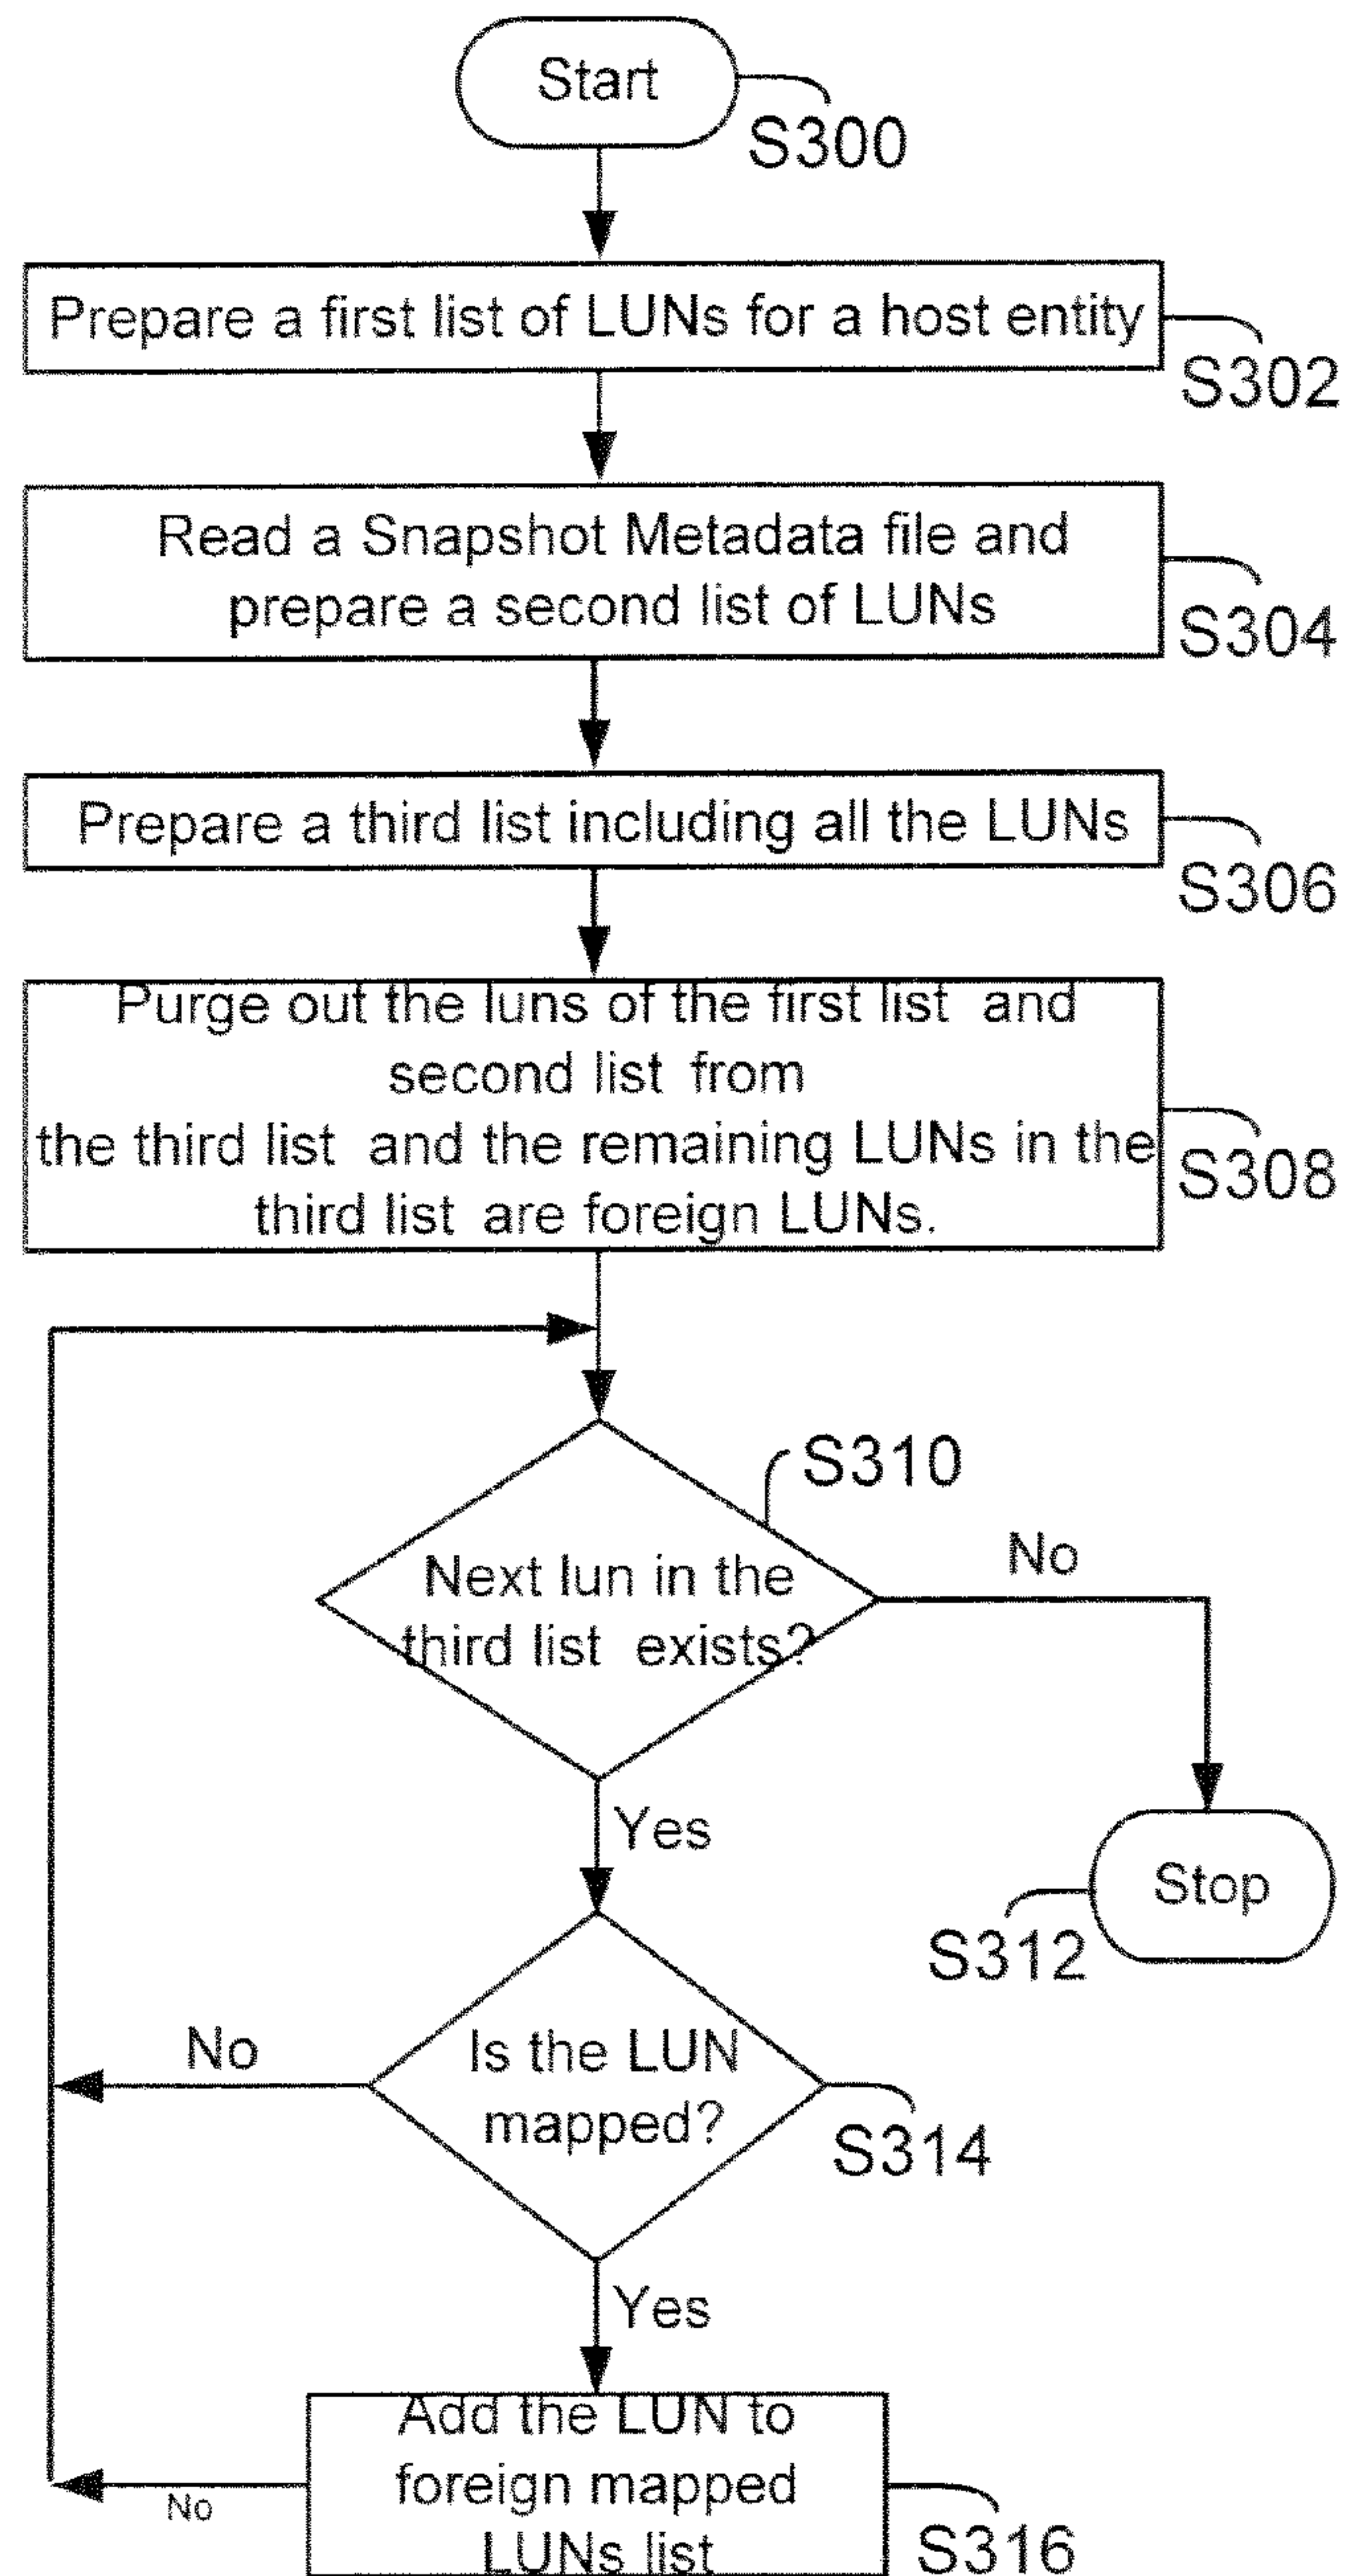 Start
S300
Prepare a first list of LUNs for a host entity
S302
Read a Snapshot Metadata file and
prepare a second list of LUNs
S304
Prepare a third list including all the LUNs
S306
Purge out the luns of the first list and
second list from
the third list and the remaining LUNs in the
third list are foreign LUNs.
S308
S310
Next lun in the
third list exists?
No
Yes
Stop
S312
No
Is the LUN
mapped?
S314
Yes
Add the LUN to
foreign mapped
LUNs list
No
S316